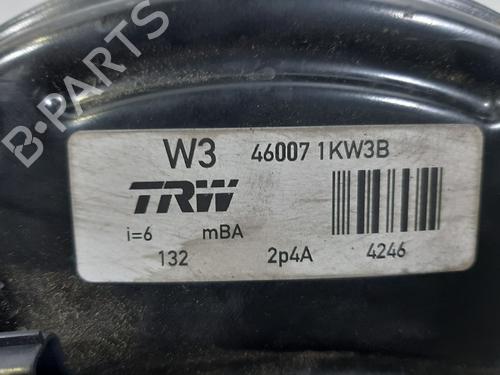 B-PARTS
W3 46007 1KW3B
TRW
i=6 mBA
132 2p4A 4246